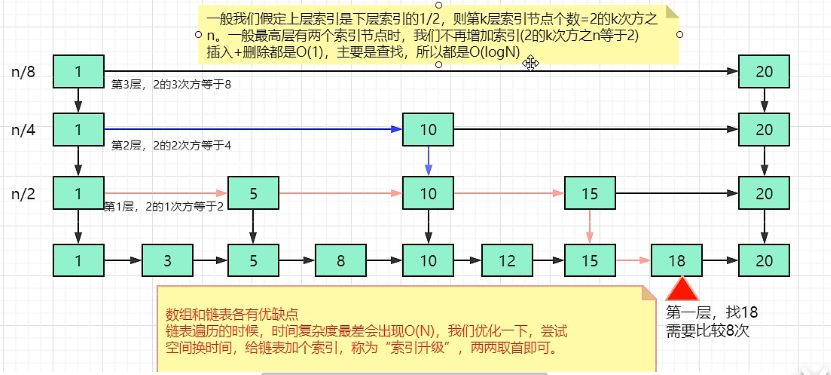 一般我们假定上层索引是下层索引的1/2，则第k层索引节点个数=2的k次方之
n。一般最高层有两个索引节点时，我们不再增加索引(2的k次方之n等于2)
插入+删除都是O(1)，主要是查找，所以都是O(logN)
n/8 1 20
第3层，2的3次方等于8
n/4 1 10 20
第2层，2的2次方等于4
n/2 1 5 10 15 20
第1层，2的1次方等于2
1 3 5 8 10 12 15 18 20
数组和链表各有优缺点
链表遍历的时候，时间复杂度最差会出现O(N)，我们优化一下，尝试
空间换时间，给链表加个索引，称为“索引升级”，两两取首即可。
第一层，找18
需要比较8次